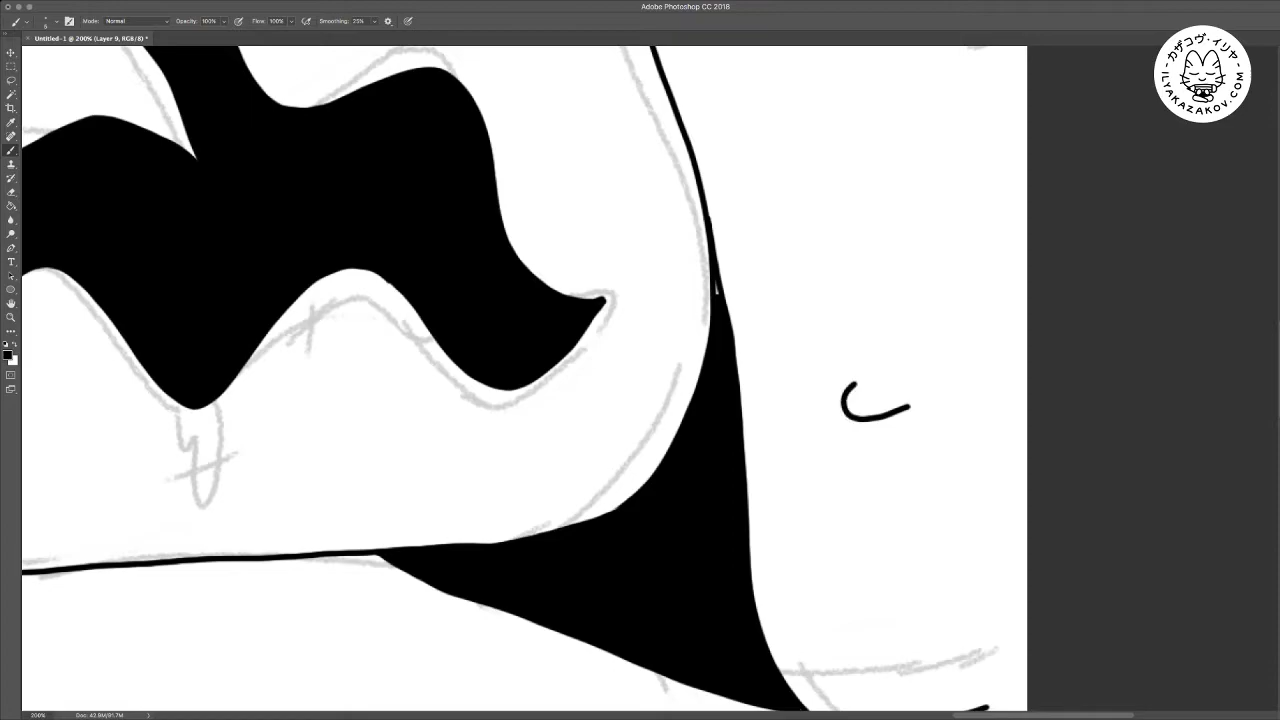 Adobe Photoshop CC 2018
Mode: Normal Opacity: 100% Flow: 100% Smoothing: 25%
Untitled-1 @ 200% (Layer 9, RGB/8) *
カザコヴ・イリヤ
ILYAKAZAKOV.COM
200% Doc: 42.9M/91.7M